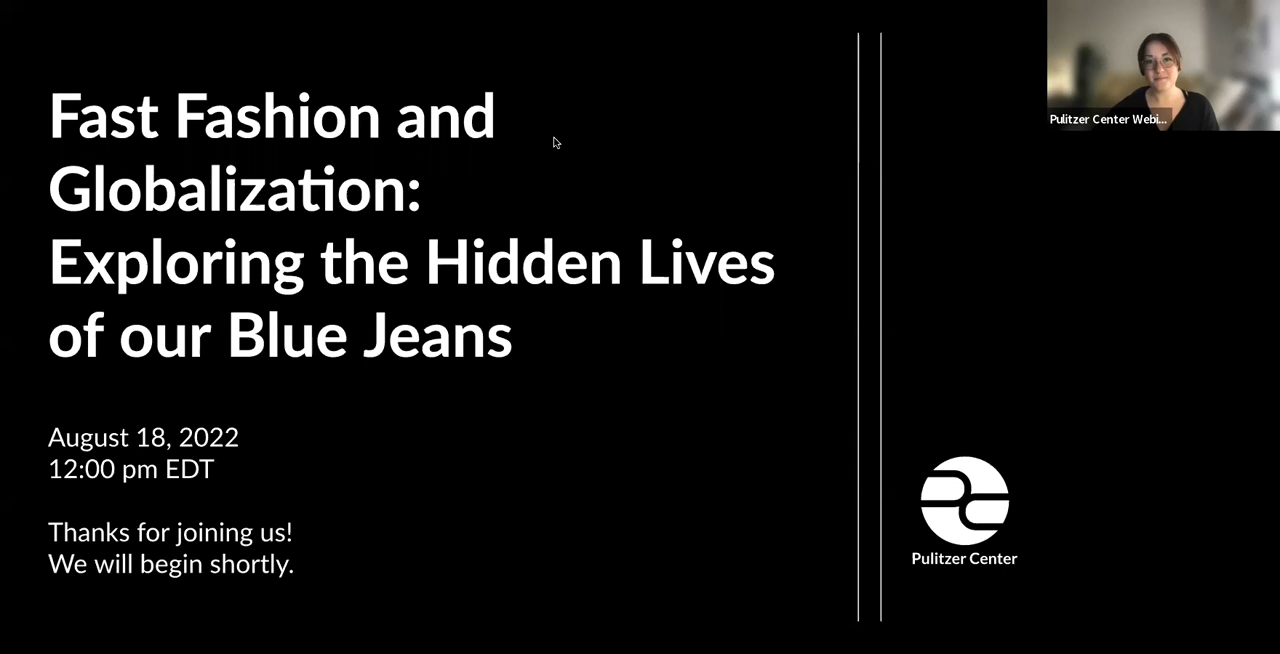 Fast Fashion and
Globalization:
Exploring the Hidden Lives
of our Blue Jeans
August 18, 2022
12:00 pm EDT
Thanks for joining us!
We will begin shortly.
Pulitzer Center Webi...
Pulitzer Center